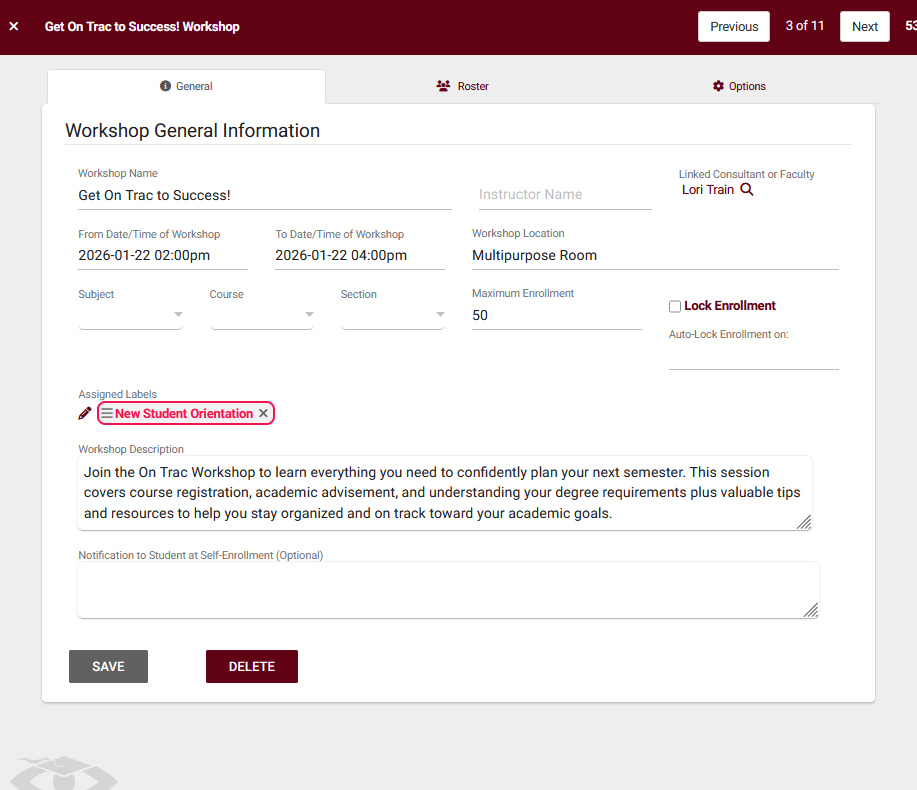 × Get On Trac to Success! Workshop Previous 3 of 11 Next 53
General Roster Options
Workshop General Information
Workshop Name
Get On Trac to Success!
Instructor Name
Linked Consultant or Faculty
Lori Train
From Date/Time of Workshop
2026-01-22 02:00pm
To Date/Time of Workshop
2026-01-22 04:00pm
Workshop Location
Multipurpose Room
Subject
Course
Section
Maximum Enrollment
50
Lock Enrollment
Auto-Lock Enrollment on:
Assigned Labels
New Student Orientation ×
Workshop Description
Join the On Trac Workshop to learn everything you need to confidently plan your next semester. This session
covers course registration, academic advisement, and understanding your degree requirements plus valuable tips
and resources to help you stay organized and on track toward your academic goals.
Notification to Student at Self-Enrollment (Optional)
SAVE DELETE